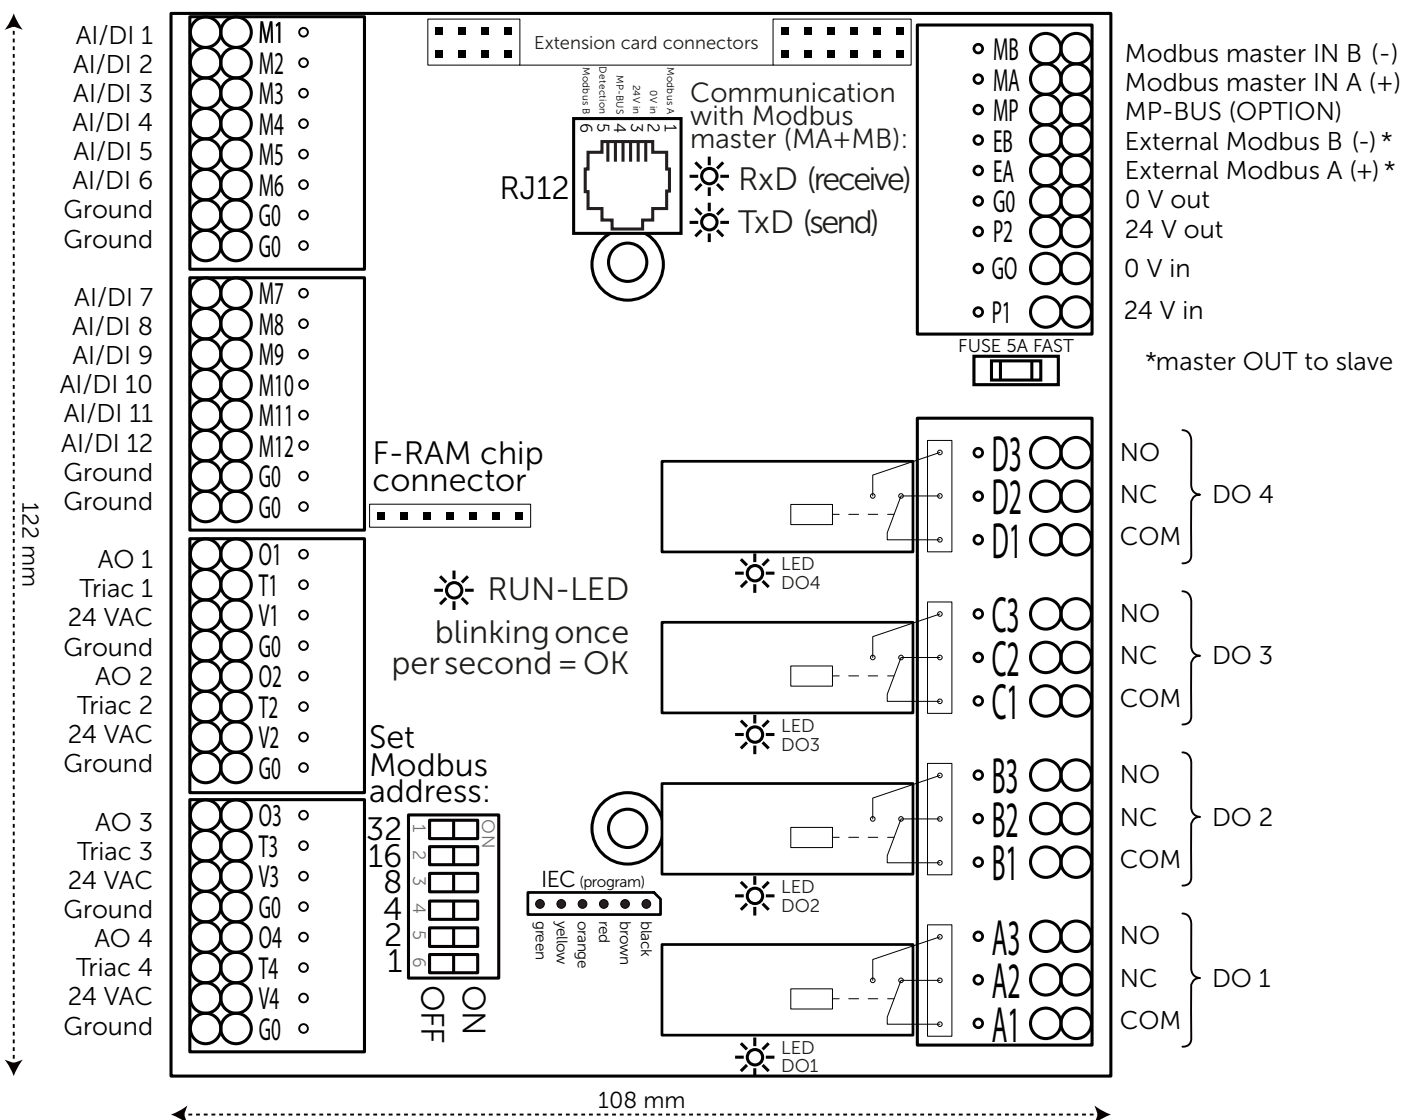 AI/DI 1
AI/DI 2
AI/DI 3
AI/DI 4
AI/DI 5
AI/DI 6
Ground
Ground
M1
M2
M3
M4
M5
M6
G0
G0
AI/DI 7
AI/DI 8
AI/DI 9
AI/DI 10
AI/DI 11
AI/DI 12
Ground
Ground
M7
M8
M9
M10
M11
M12
G0
G0
122 mm
AO 1
Triac 1
24 VAC
Ground
AO 2
Triac 2
24 VAC
Ground
O1
T1
V1
G0
O2
T2
V2
G0
AO 3
Triac 3
24 VAC
Ground
AO 4
Triac 4
24 VAC
Ground
O3
T3
V3
G0
O4
T4
V4
G0
Extension card connectors
Modbus B
Detection
MP-BUS
24V in
0V in
Modbus A
6
5
4
3
2
1
RJ12
Communication
with Modbus
master (MA+MB):
RxD (receive)
TxD (send)
F-RAM chip
connector
RUN-LED
blinking once
per second = OK
Set
Modbus
address:
32
16
8
4
2
1
1
2
3
4
5
6
ON
OFF
ON
IEC (program)
green
yellow
orange
red
brown
black
MB
MA
MP
EB
EA
G0
P2
GO
P1
Modbus master IN B (-)
Modbus master IN A (+)
MP-BUS (OPTION)
External Modbus B (-) *
External Modbus A (+) *
0 V out
24 V out
0 V in
24 V in
FUSE 5A FAST
*master OUT to slave
LED
DO4
D3
D2
D1
NO
NC
COM
DO 4
LED
DO3
C3
C2
C1
NO
NC
COM
DO 3
LED
DO2
B3
B2
B1
NO
NC
COM
DO 2
LED
DO1
A3
A2
A1
NO
NC
COM
DO 1
108 mm